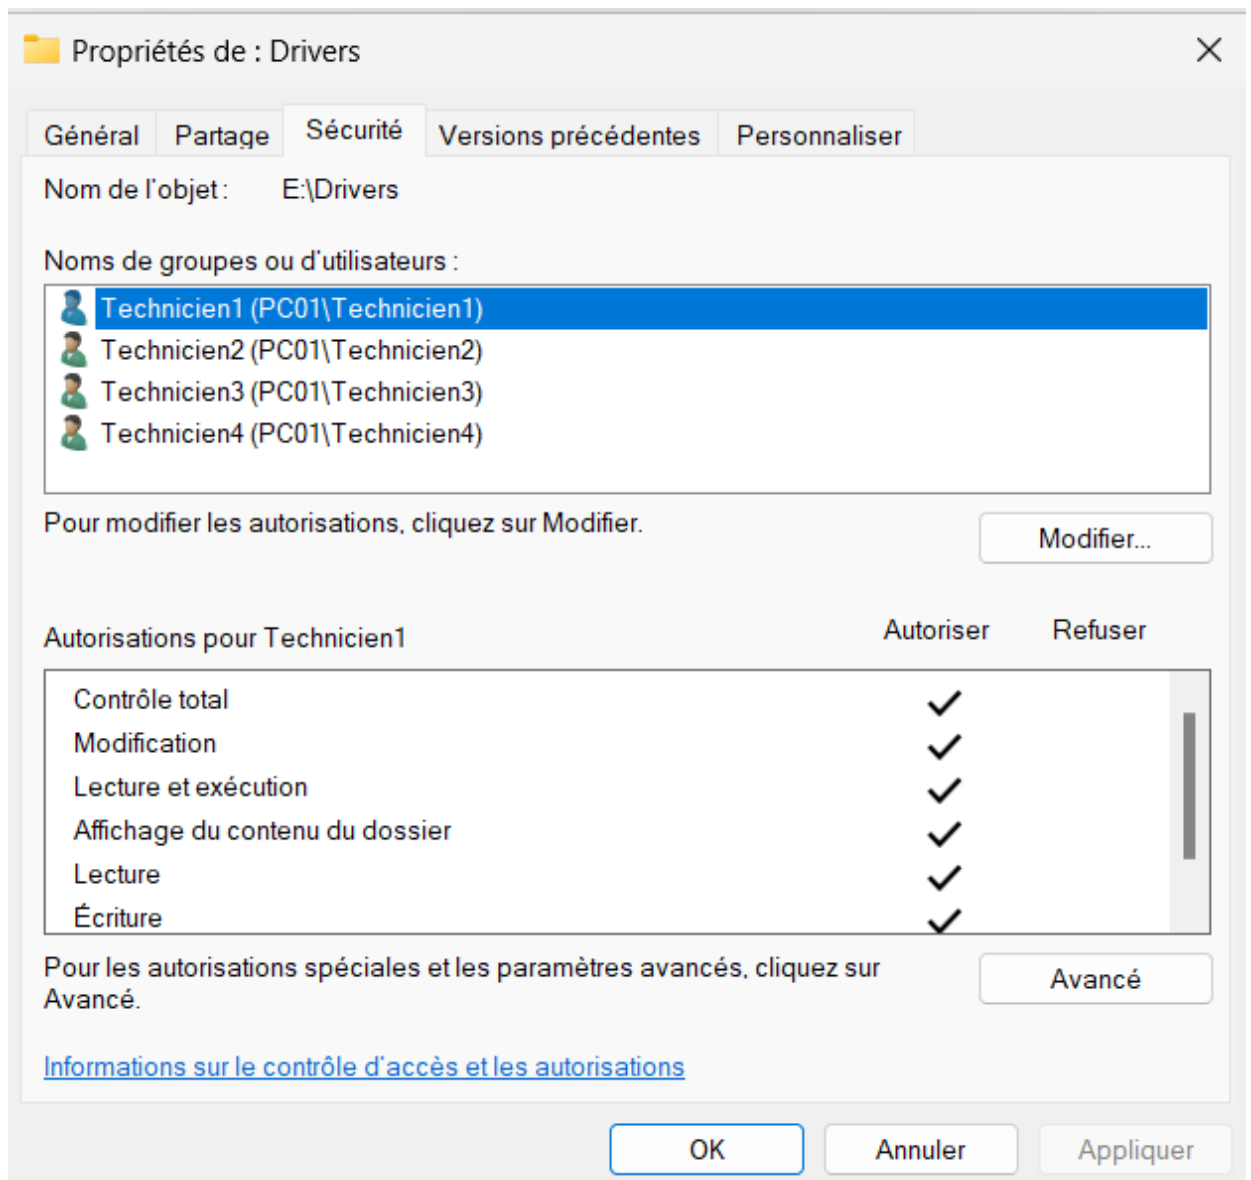 Propriétés de : Drivers
Général Partage Sécurité Versions précédentes Personnaliser
Nom de l'objet : E:\Drivers
Noms de groupes ou d'utilisateurs :
Technicien1 (PC01\Technicien1)
Technicien2 (PC01\Technicien2)
Technicien3 (PC01\Technicien3)
Technicien4 (PC01\Technicien4)
Pour modifier les autorisations, cliquez sur Modifier.
Modifier...
Autorisations pour Technicien1 Autoriser Refuser
Contrôle total
Modification
Lecture et exécution
Affichage du contenu du dossier
Lecture
Écriture
Pour les autorisations spéciales et les paramètres avancés, cliquez sur
Avancé.
Avancé
Informations sur le contrôle d'accès et les autorisations
OK Annuler Appliquer